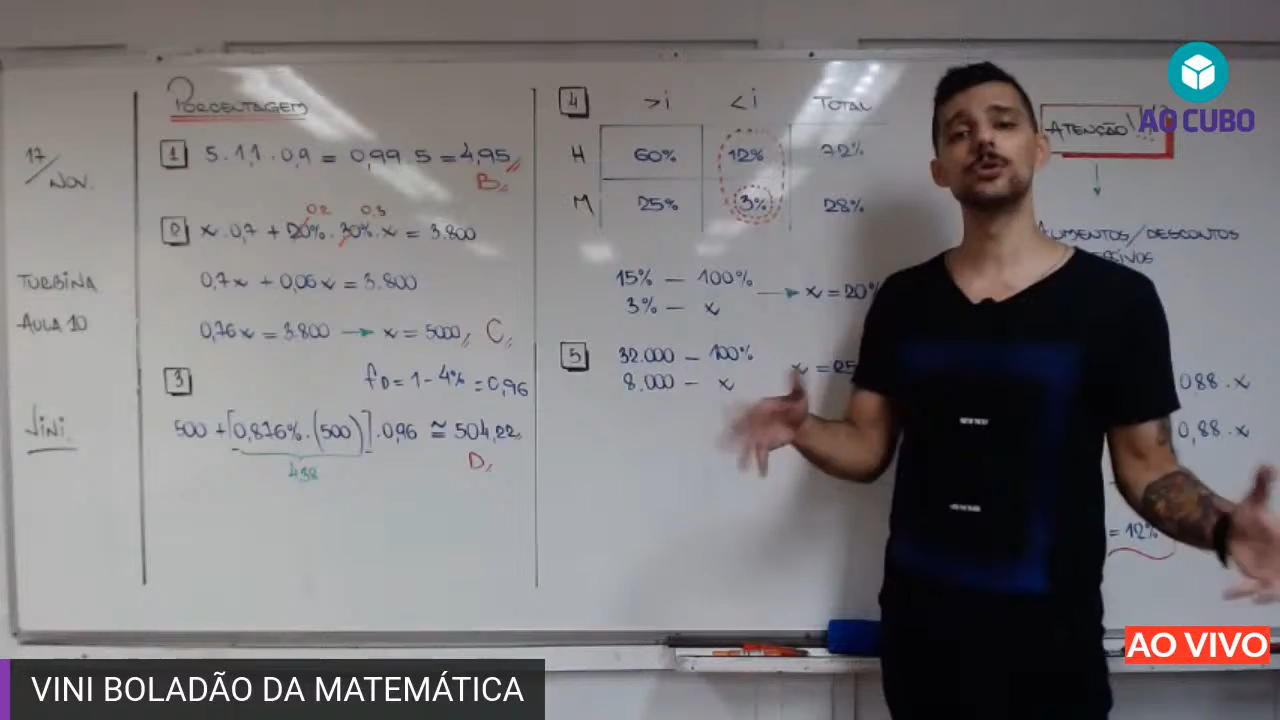 17/NOV.
TURBINA
AULA 10
VINI
PORCENTAGEM
1 5.1,1.0,9 = 0,99.5 = 4,95
B
0,2 0,3
2 x.0,7 + 20%.30%.x = 3.800
0,7x + 0,06x = 3.800
0,76x = 3.800 → x = 5000 C
3
fD = 1 - 4% = 0,96
500 + [0,876%.(500)].0,96 ≅ 504,22
4,38
D
4 >i <i TOTAL
H 60% 12% 72%
M 25% 3% 28%
15% — 100%
3% — x → x = 20%
5 32.000 — 100%
8.000 — x x = 25
ATENÇÃO!
AUMENTOS/DESCONTOS
0,88.x
0,88.x
= 12%
AO CUBO
AO VIVO
VINI BOLADÃO DA MATEMÁTICA